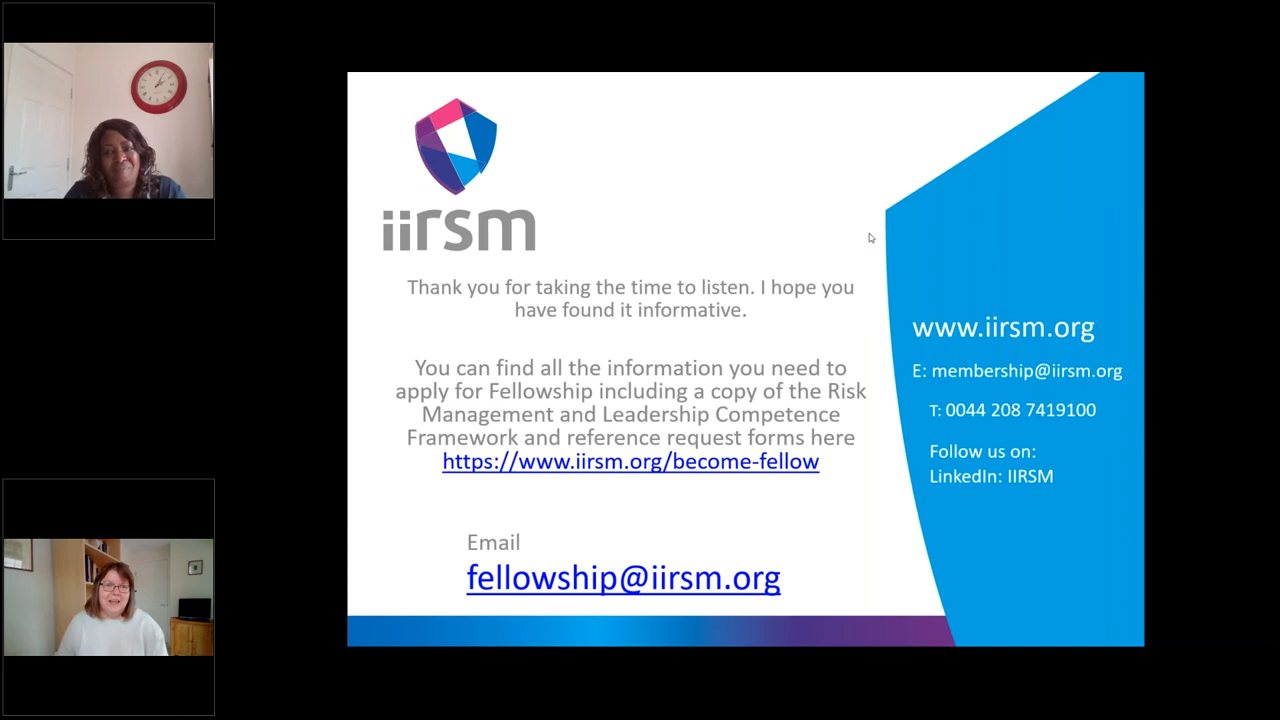 iirsm
Thank you for taking the time to listen. I hope you
have found it informative.
You can find all the information you need to
apply for Fellowship including a copy of the Risk
Management and Leadership Competence
Framework and reference request forms here
https://www.iirsm.org/become-fellow
Email
fellowship@iirsm.org
www.iirsm.org
E: membership@iirsm.org
T: 0044 208 7419100
Follow us on:
LinkedIn: IIRSM